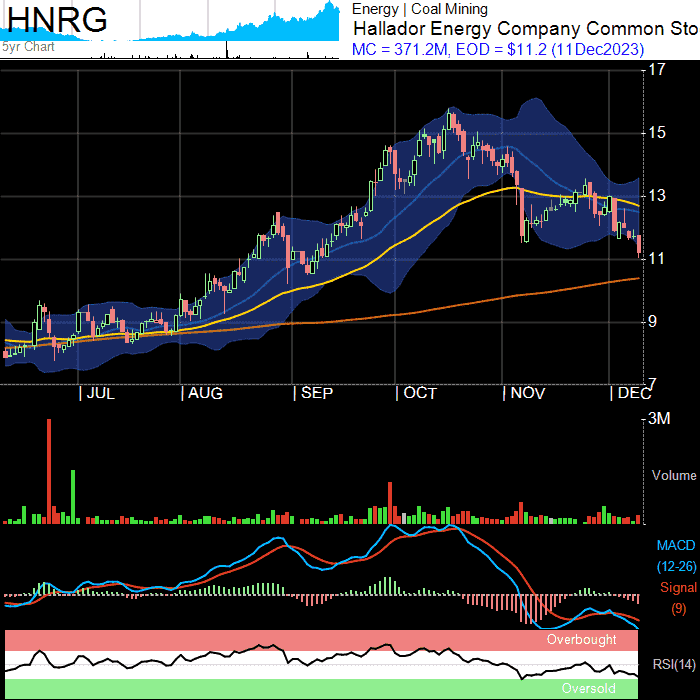 HNRG
5yr Chart
Energy | Coal Mining
Hallador Energy Company Common Sto
MC = 371.2M, EOD = $11.2 (11Dec2023)
17
15
13
11
9
7
| JUL | AUG | SEP | OCT | NOV | DEC
3M
Volume
MACD
(12-26)
Signal
(9)
Overbought
RSI(14)
Oversold